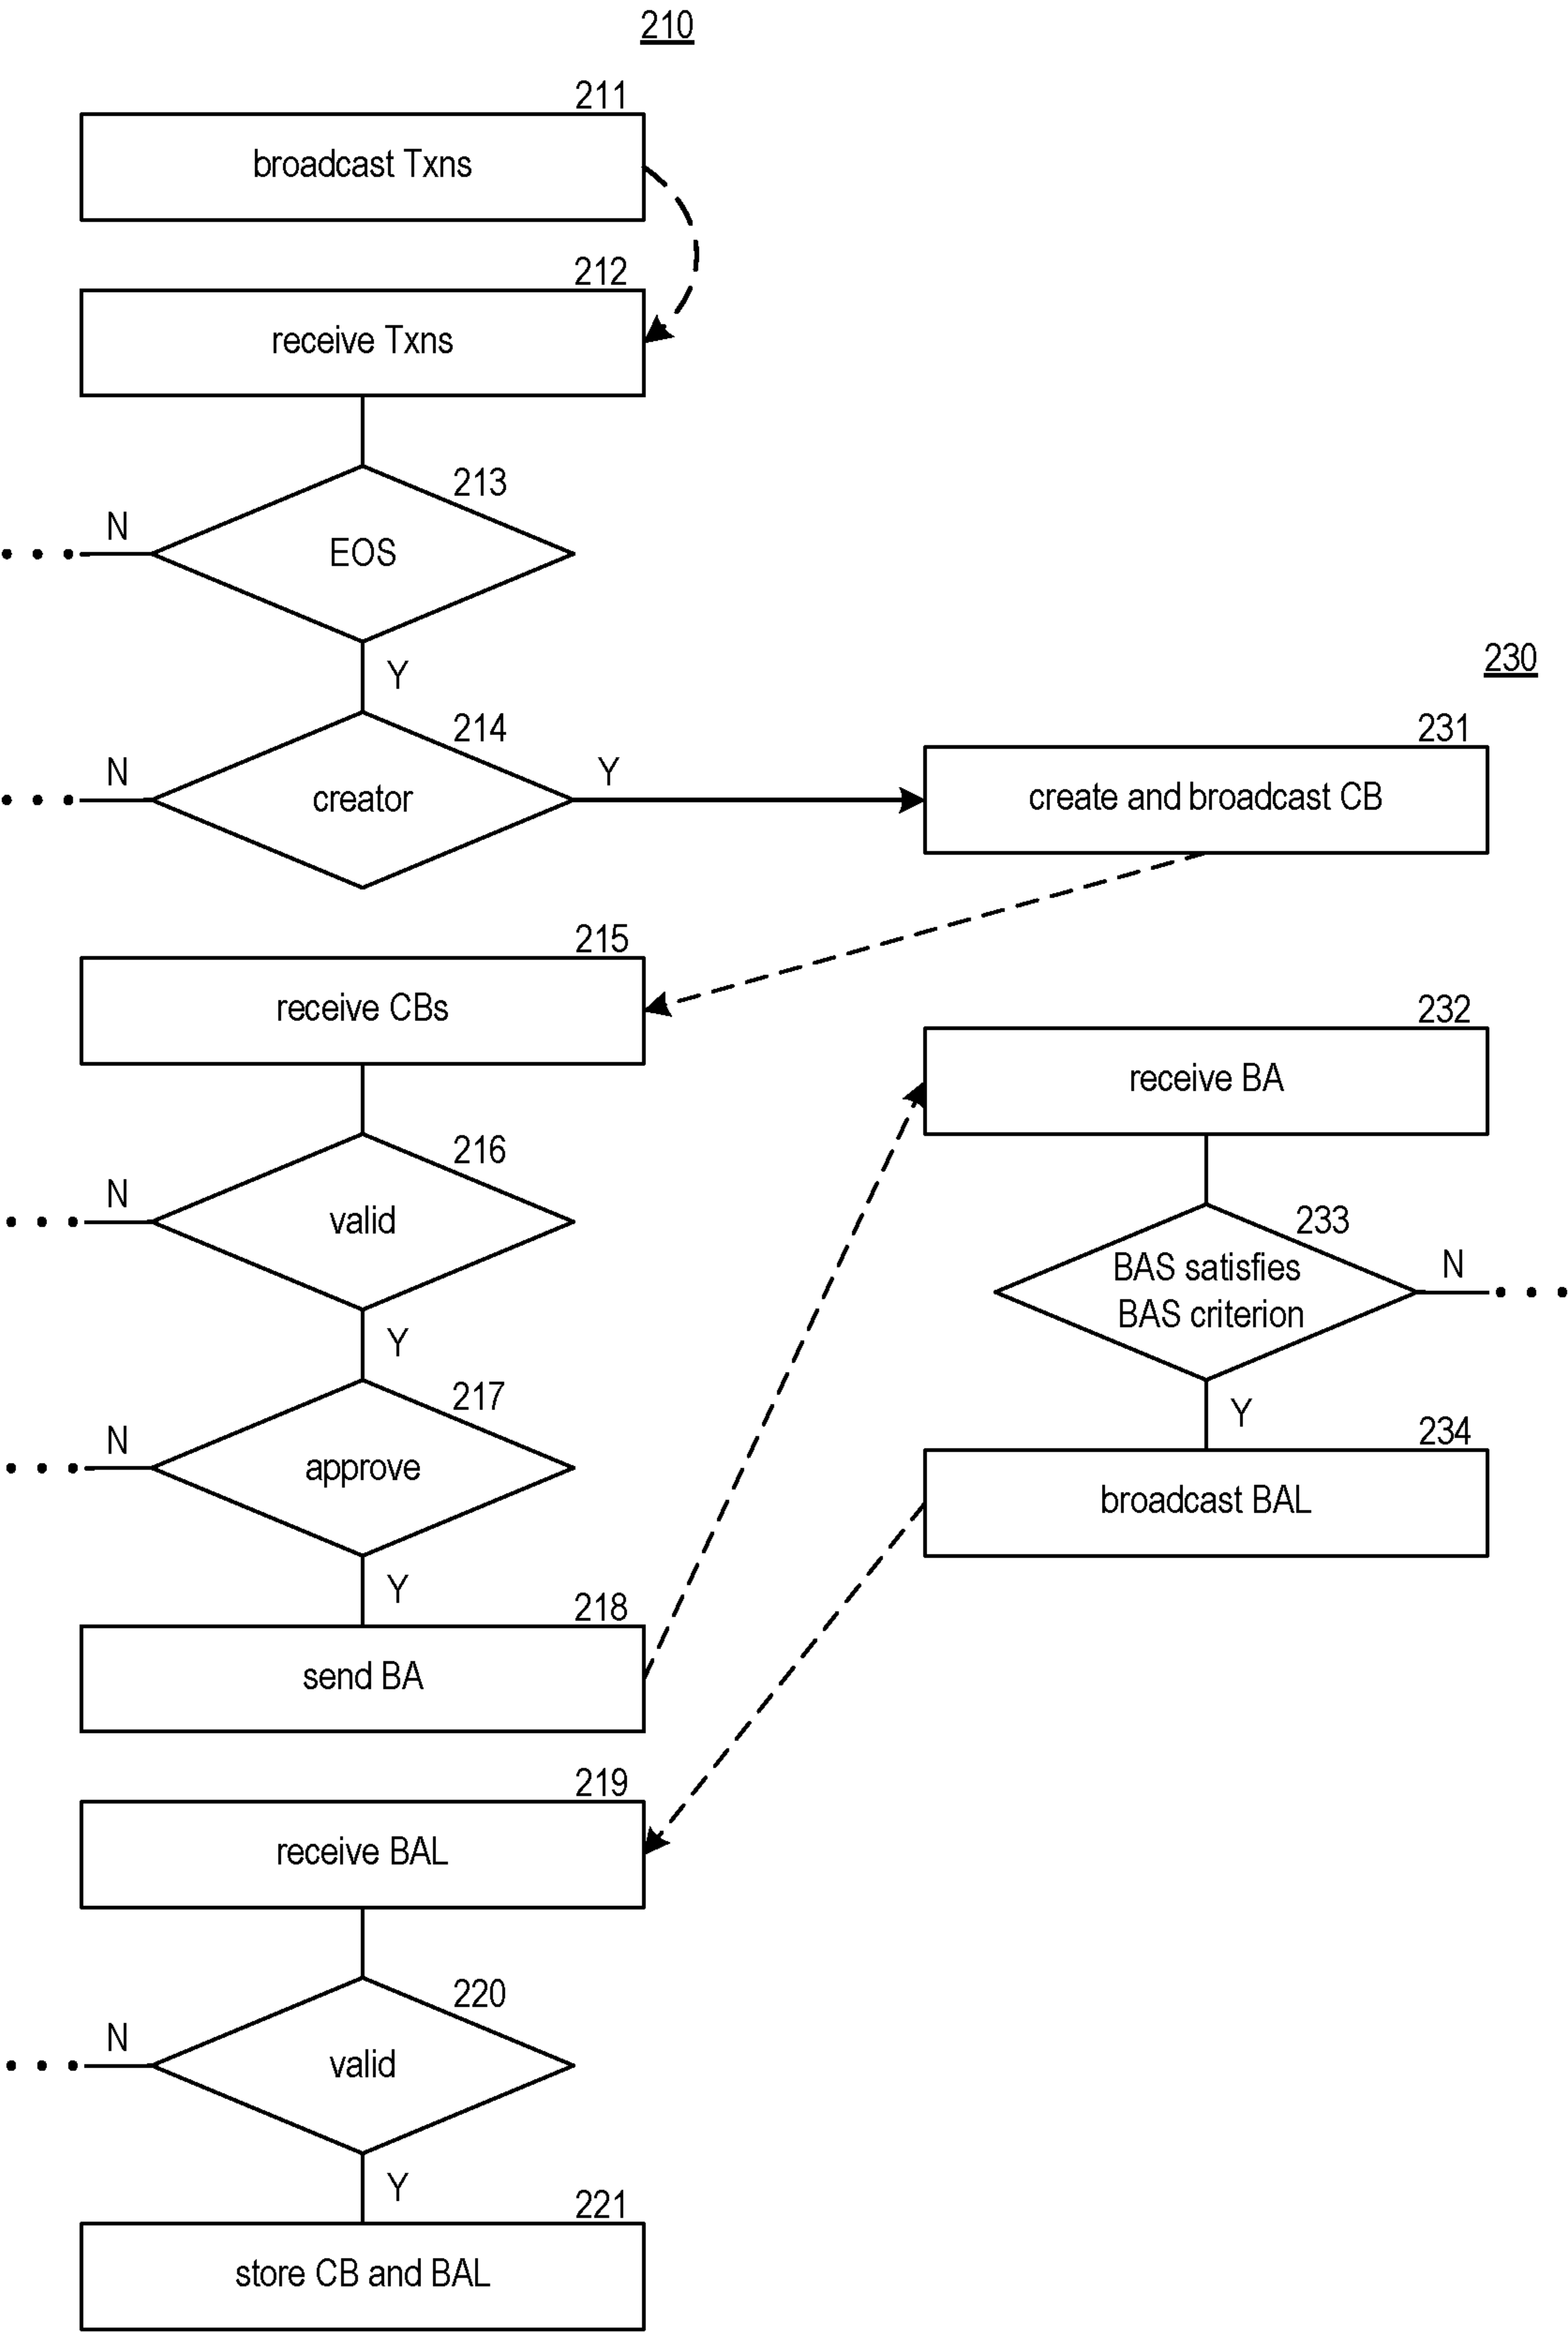 210
211
broadcast Txns
212
receive Txns
213
N
EOS
Y
230
214
N
creator
Y
231
create and broadcast CB
215
receive CBs
232
receive BA
216
N
valid
Y
233
BAS satisfies
BAS criterion
N
Y
217
N
approve
Y
234
broadcast BAL
218
send BA
219
receive BAL
220
N
valid
Y
221
store CB and BAL